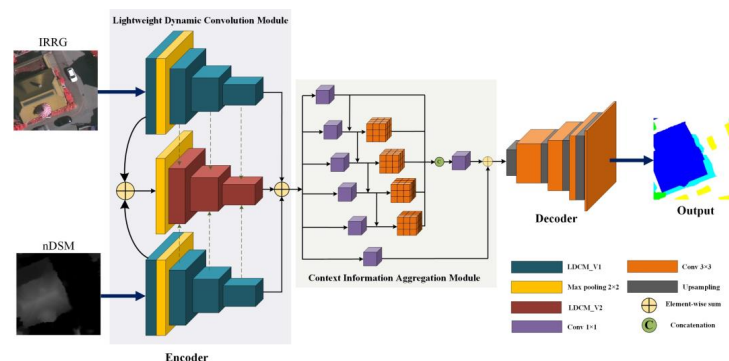 Lightweight Dynamic Convolution Module
IRRG
nDSM
Encoder
Context Information Aggregation Module
C
Decoder
Output
LDCM_V1
Max pooling 2×2
LDCM_V2
Conv 1×1
Conv 3×3
Upsampling
Element-wise sum
C
Concatenation